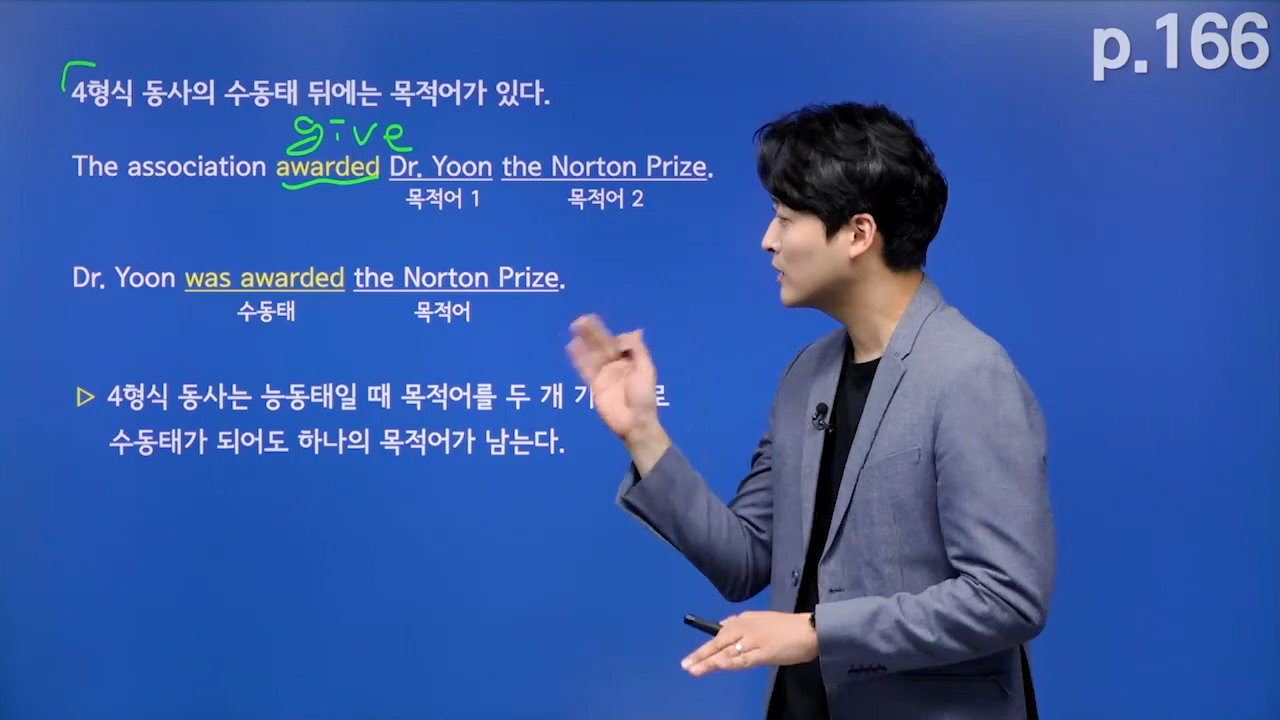 p.166
4형식 동사의 수동태 뒤에는 목적어가 있다.
give
The association awarded Dr. Yoon the Norton Prize.
목적어 1 목적어 2
Dr. Yoon was awarded the Norton Prize.
수동태 목적어
▷ 4형식 동사는 능동태일 때 목적어를 두 개
수동태가 되어도 하나의 목적어가 남는다.